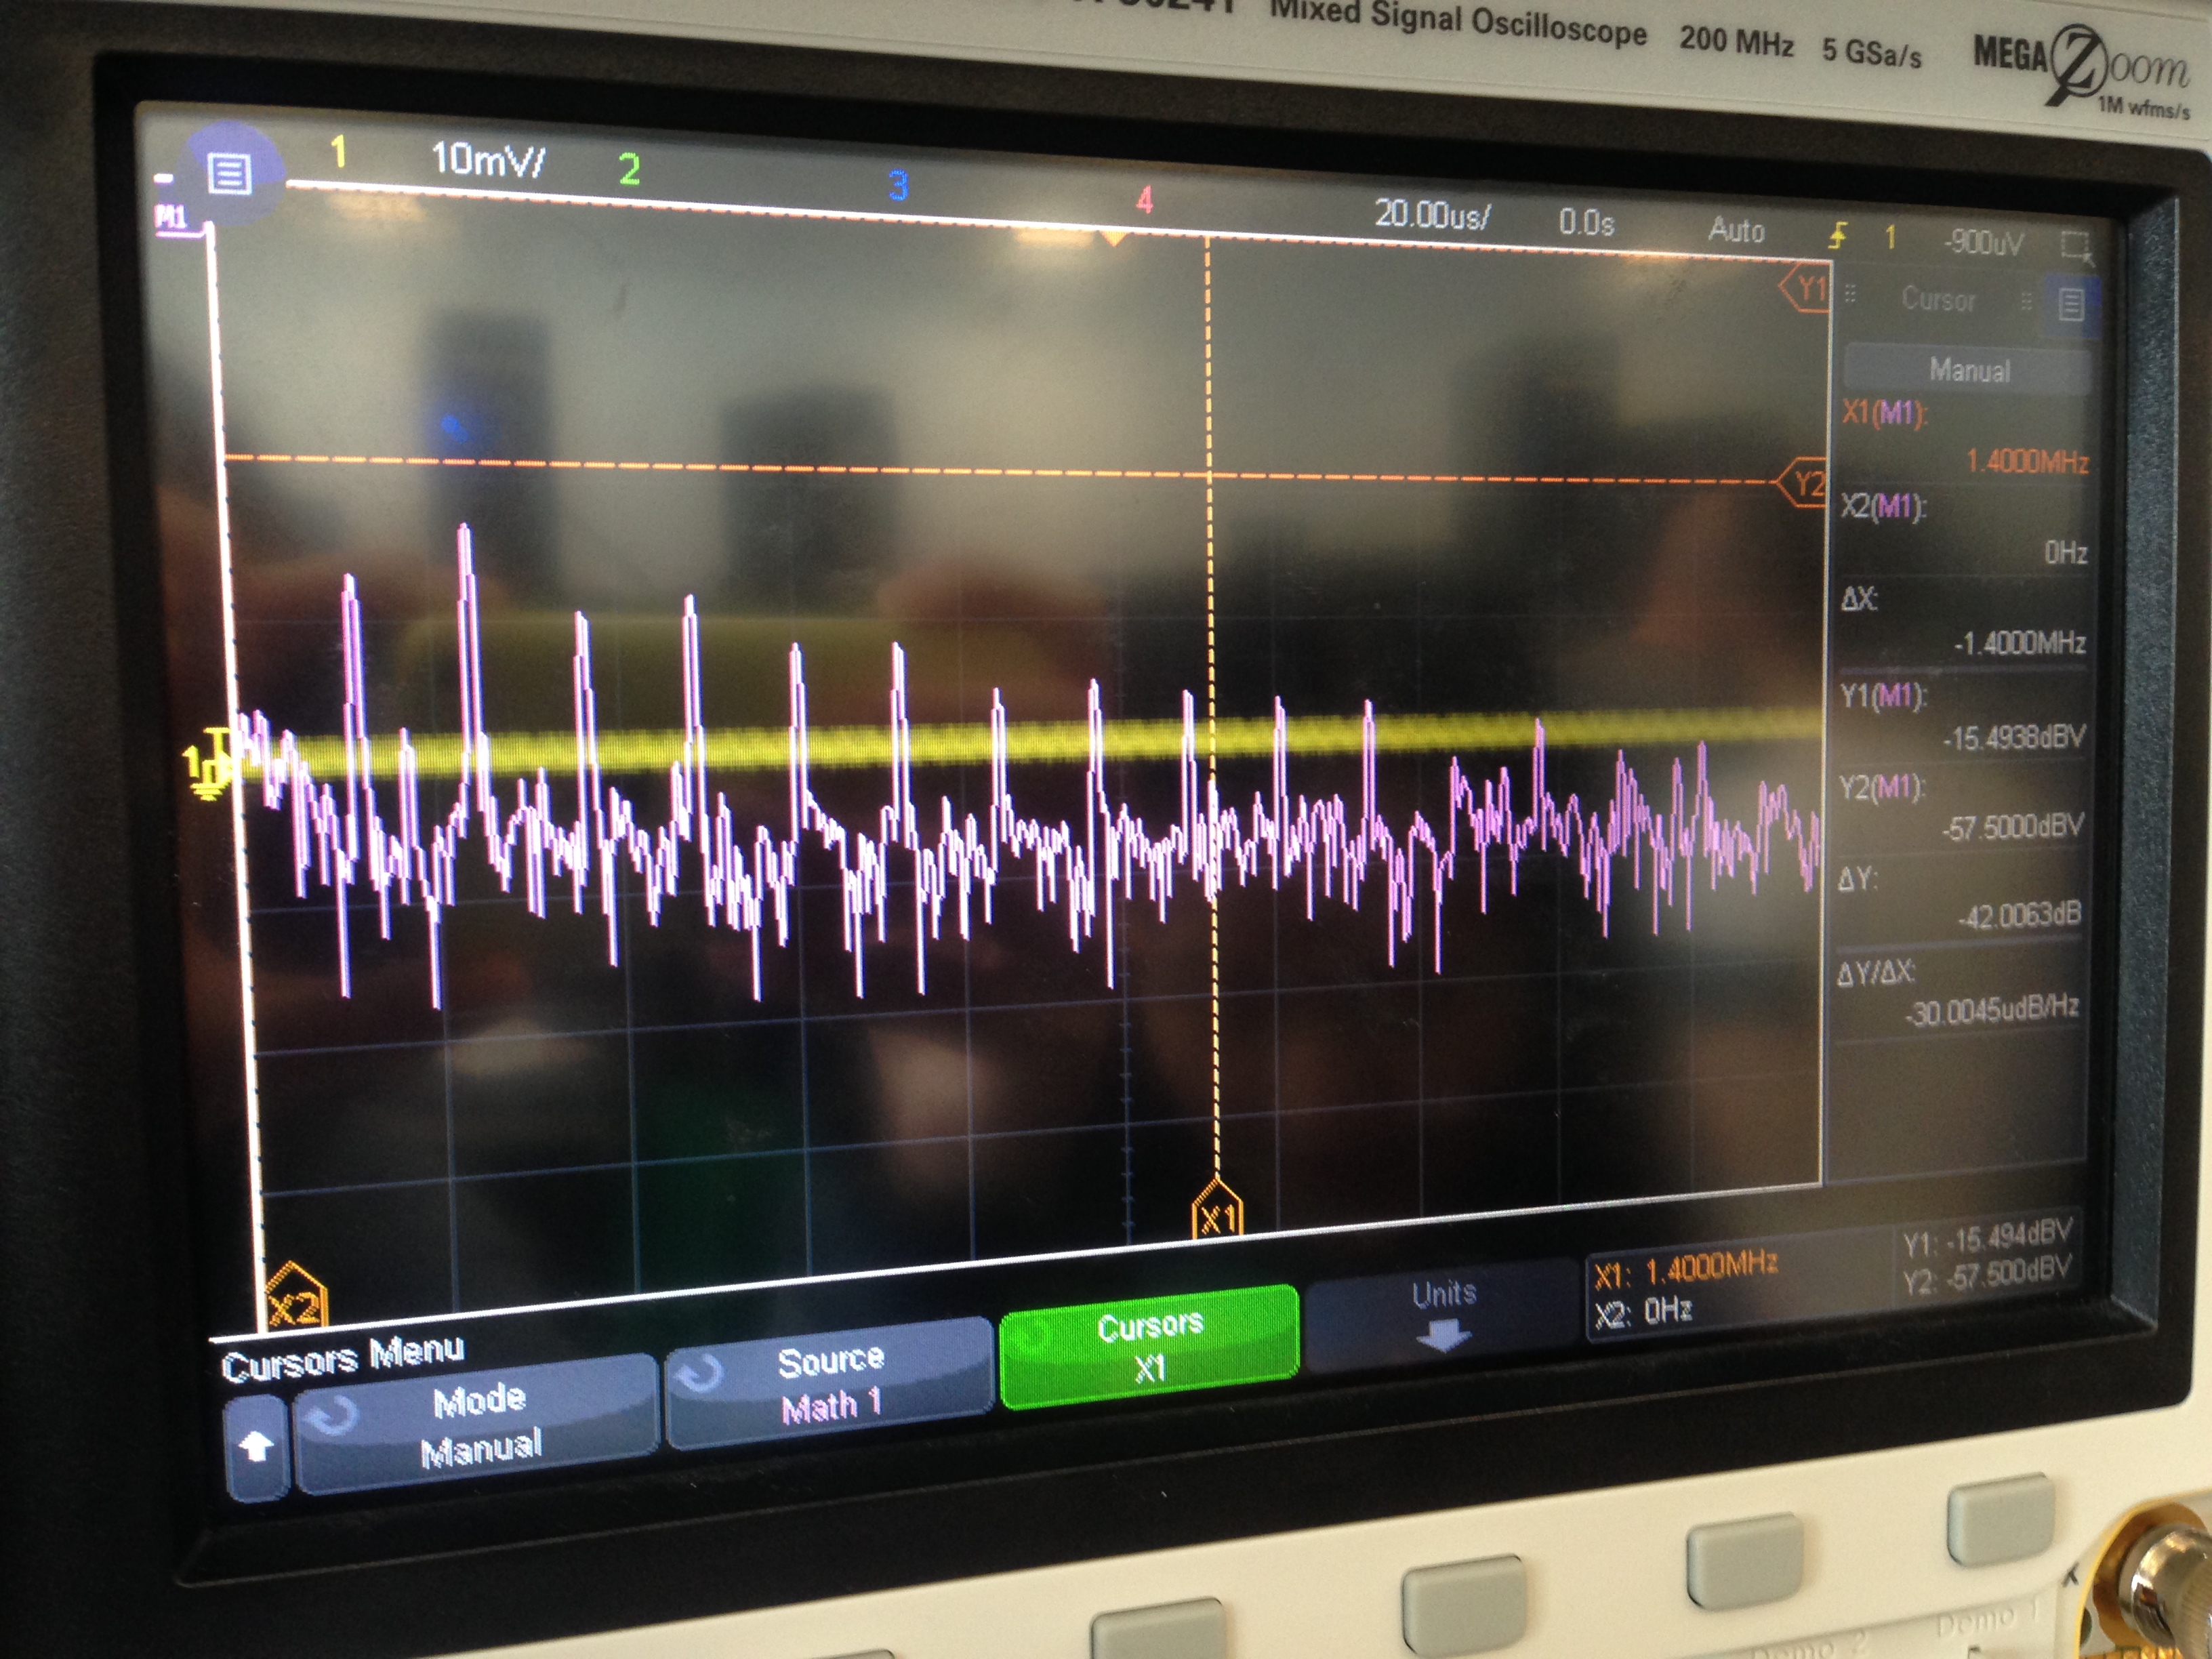 Mixed Signal Oscilloscope 200 MHz 5 GSa/s MEGA Zoom
1M wfms/s
1 10mV/ 2 3 4 20.00us/ 0.0s Auto 1 -900uV
M1
Y1
Cursor
Manual
X1(M1):
1.4000MHz
Y2
X2(M1):
0Hz
ΔX:
-1.4000MHz
Y1(M1):
-15.4938dBV
1
Y2(M1):
-57.5000dBV
ΔY:
-42.0063dB
ΔY/ΔX:
-30.0045udB/Hz
X1
X2
Cursors Menu
Mode
Manual
Source
Math 1
Cursors
X1
Units
X1: 1.4000MHz
X2: 0Hz
Y1: -15.494dBV
Y2: -57.500dBV
Demo 2
Demo 1